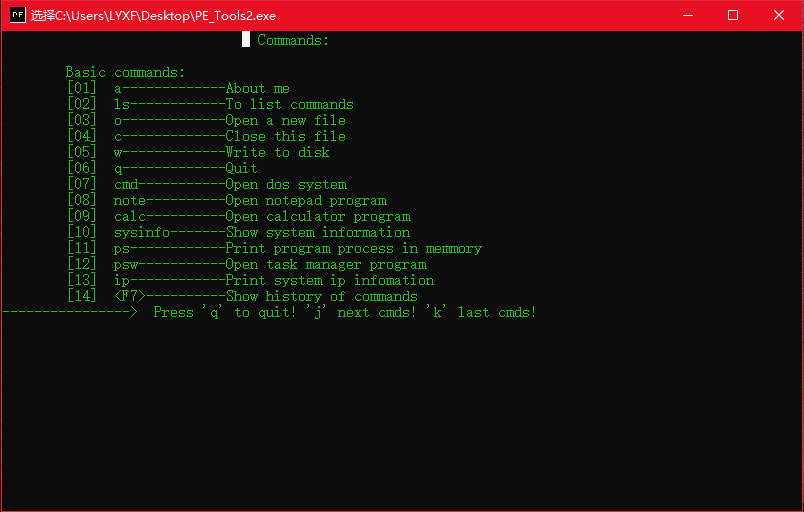 PE 选择C:\Users\LYXF\Desktop\PE_Tools2.exe
Commands:
Basic commands:
[01] a-------------About me
[02] ls------------To list commands
[03] o-------------Open a new file
[04] c-------------Close this file
[05] w-------------Write to disk
[06] q-------------Quit
[07] cmd-----------Open dos system
[08] note----------Open notepad program
[09] calc----------Open calculator program
[10] sysinfo-------Show system information
[11] ps------------Print program process in memmory
[12] psw-----------Open task manager program
[13] ip------------Print system ip infomation
[14] <F7>----------Show history of commands
----------------> Press 'q' to quit! 'j' next cmds! 'k' last cmds!